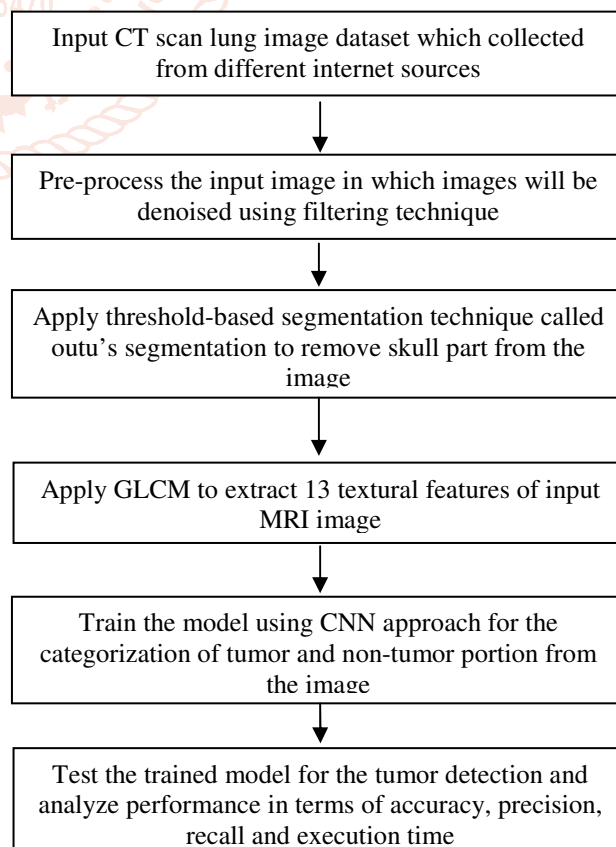 Input CT scan lung image dataset which collected
from different internet sources
Pre-process the input image in which images will be
denoised using filtering technique
Apply threshold-based segmentation technique called
outu’s segmentation to remove skull part from the
image
Apply GLCM to extract 13 textural features of input
MRI image
Train the model using CNN approach for the
categorization of tumor and non-tumor portion from
the image
Test the trained model for the tumor detection and
analyze performance in terms of accuracy, precision,
recall and execution time